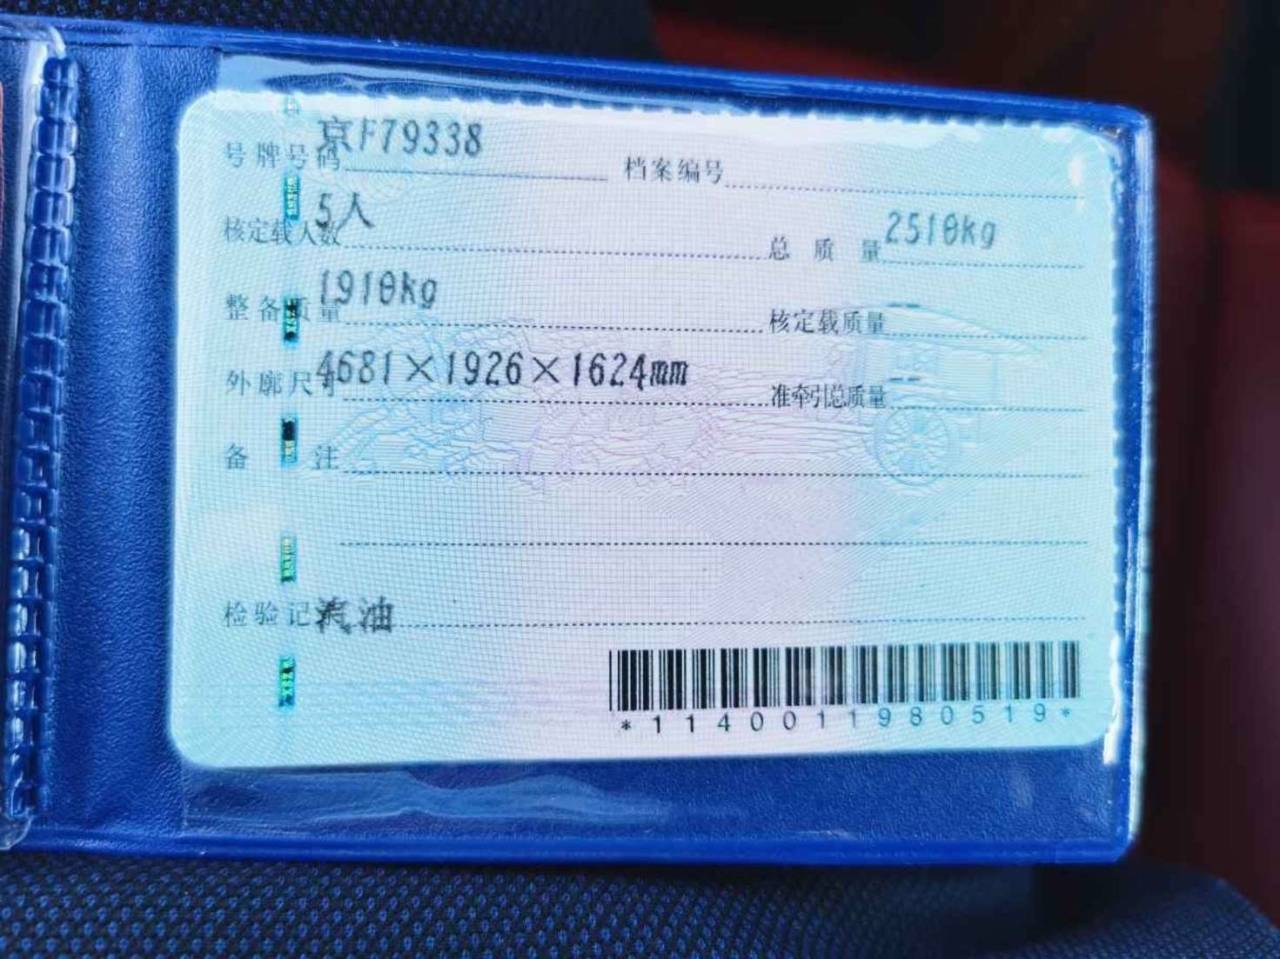 号牌号码 京F79338 档案编号
核定载人数 5人 总质量 2510kg
整备质量 1910kg 核定载质量 --
外廓尺寸 4681×1926×1624mm 准牵引总质量 --
备注
检验记录 汽油
*1140011980519*